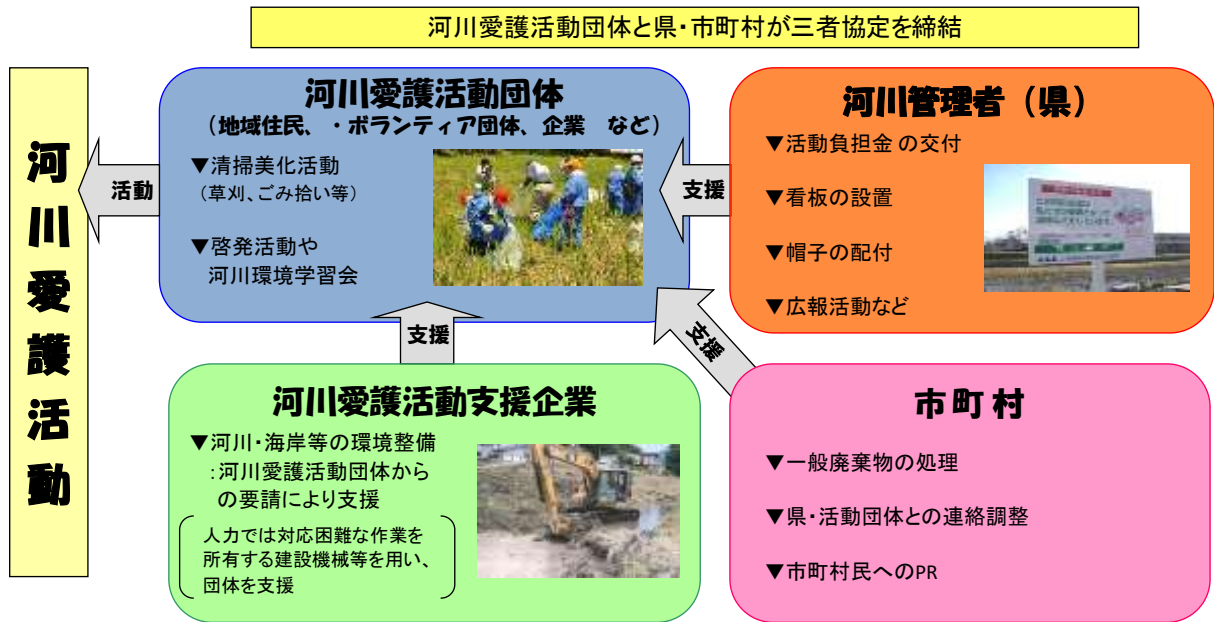 河川愛護活動団体と県・市町村が三者協定を締結
河川愛護活動
河川愛護活動団体
（地域住民、・ボランティア団体、企業　など）
▼清掃美化活動
（草刈、ごみ拾い等）
▼啓発活動や
河川環境学習会
活動
支援
河川管理者（県）
▼活動負担金の交付
▼看板の設置
▼帽子の配付
▼広報活動など
支援
支援
河川愛護活動支援企業
▼河川・海岸等の環境整備
：河川愛護活動団体から
の要請により支援
人力では対応困難な作業を
所有する建設機械等を用い、
団体を支援
市町村
▼一般廃棄物の処理
▼県・活動団体との連絡調整
▼市町村民へのPR